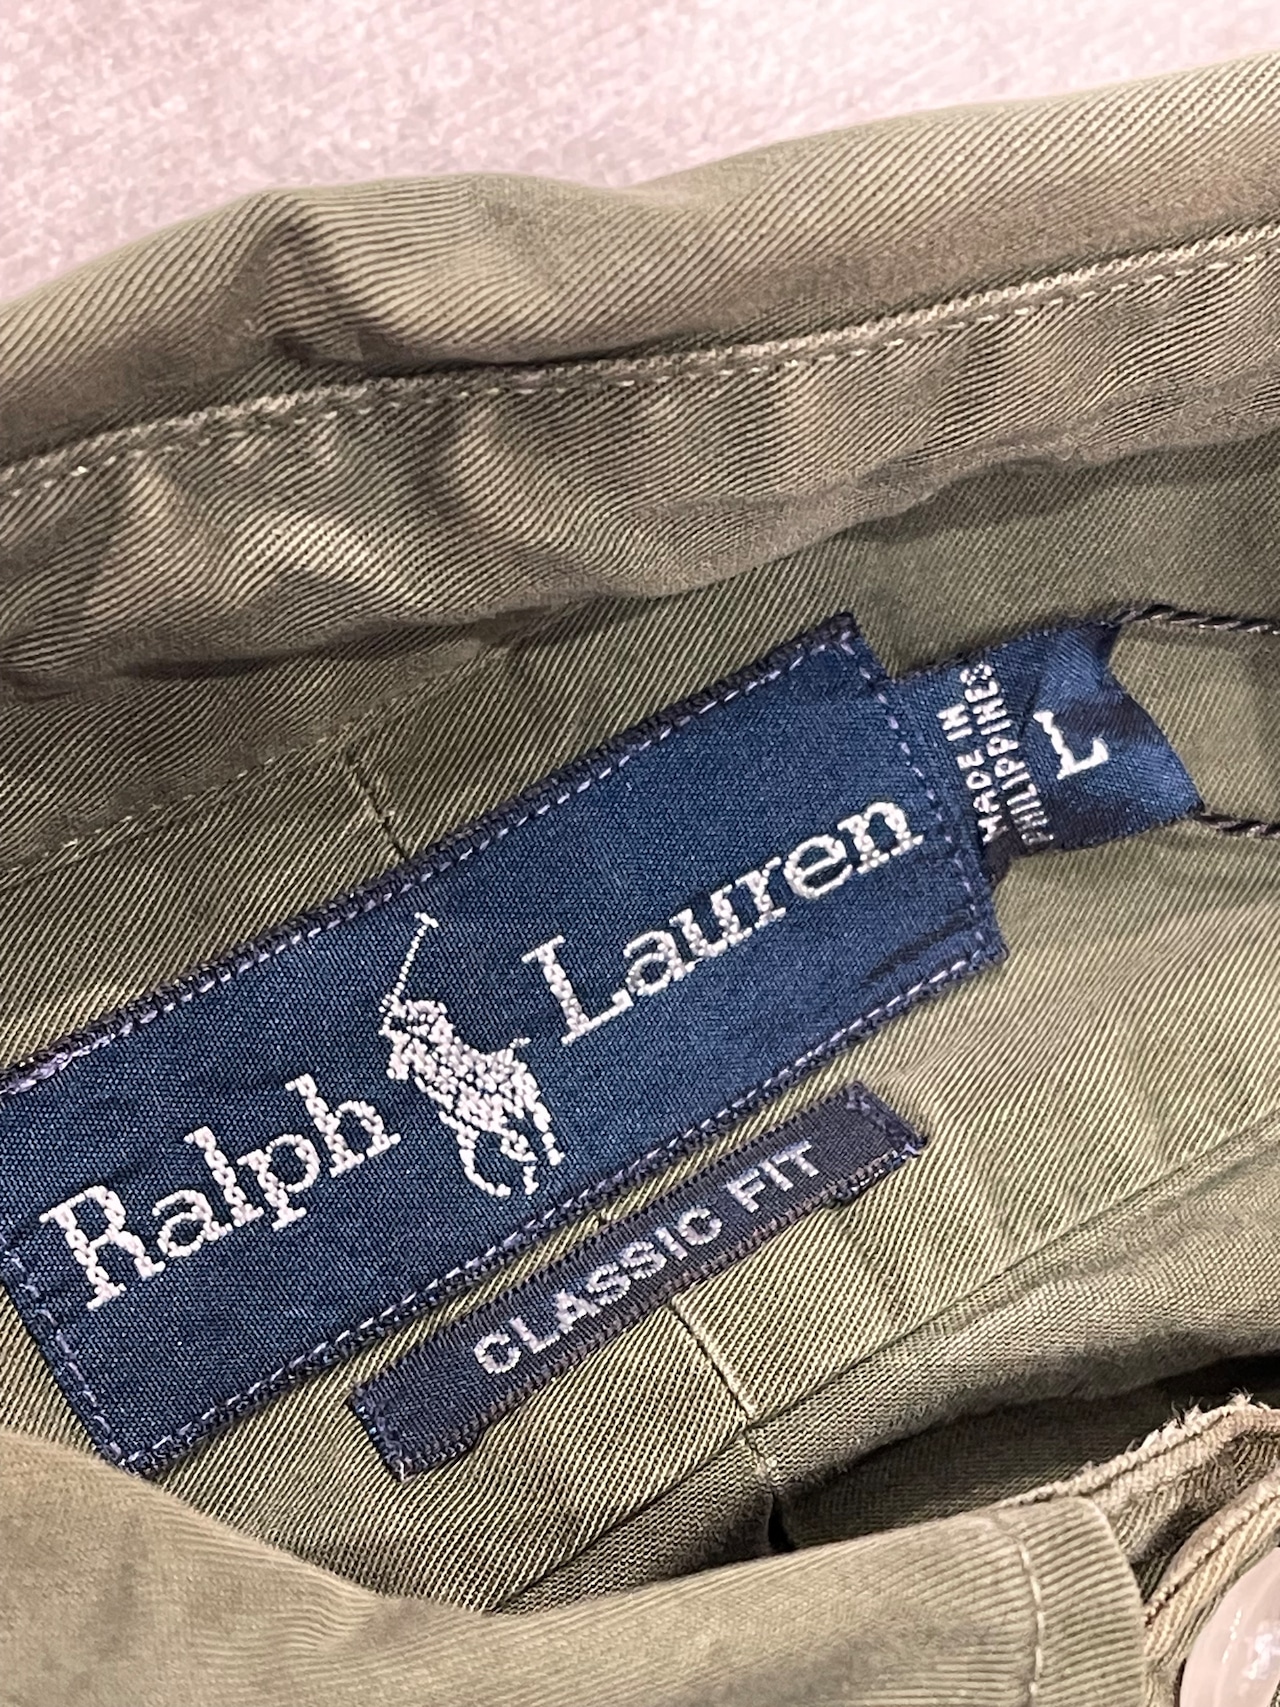 Ralph Lauren
MADE IN
PHILIPPINES
L
CLASSIC FIT